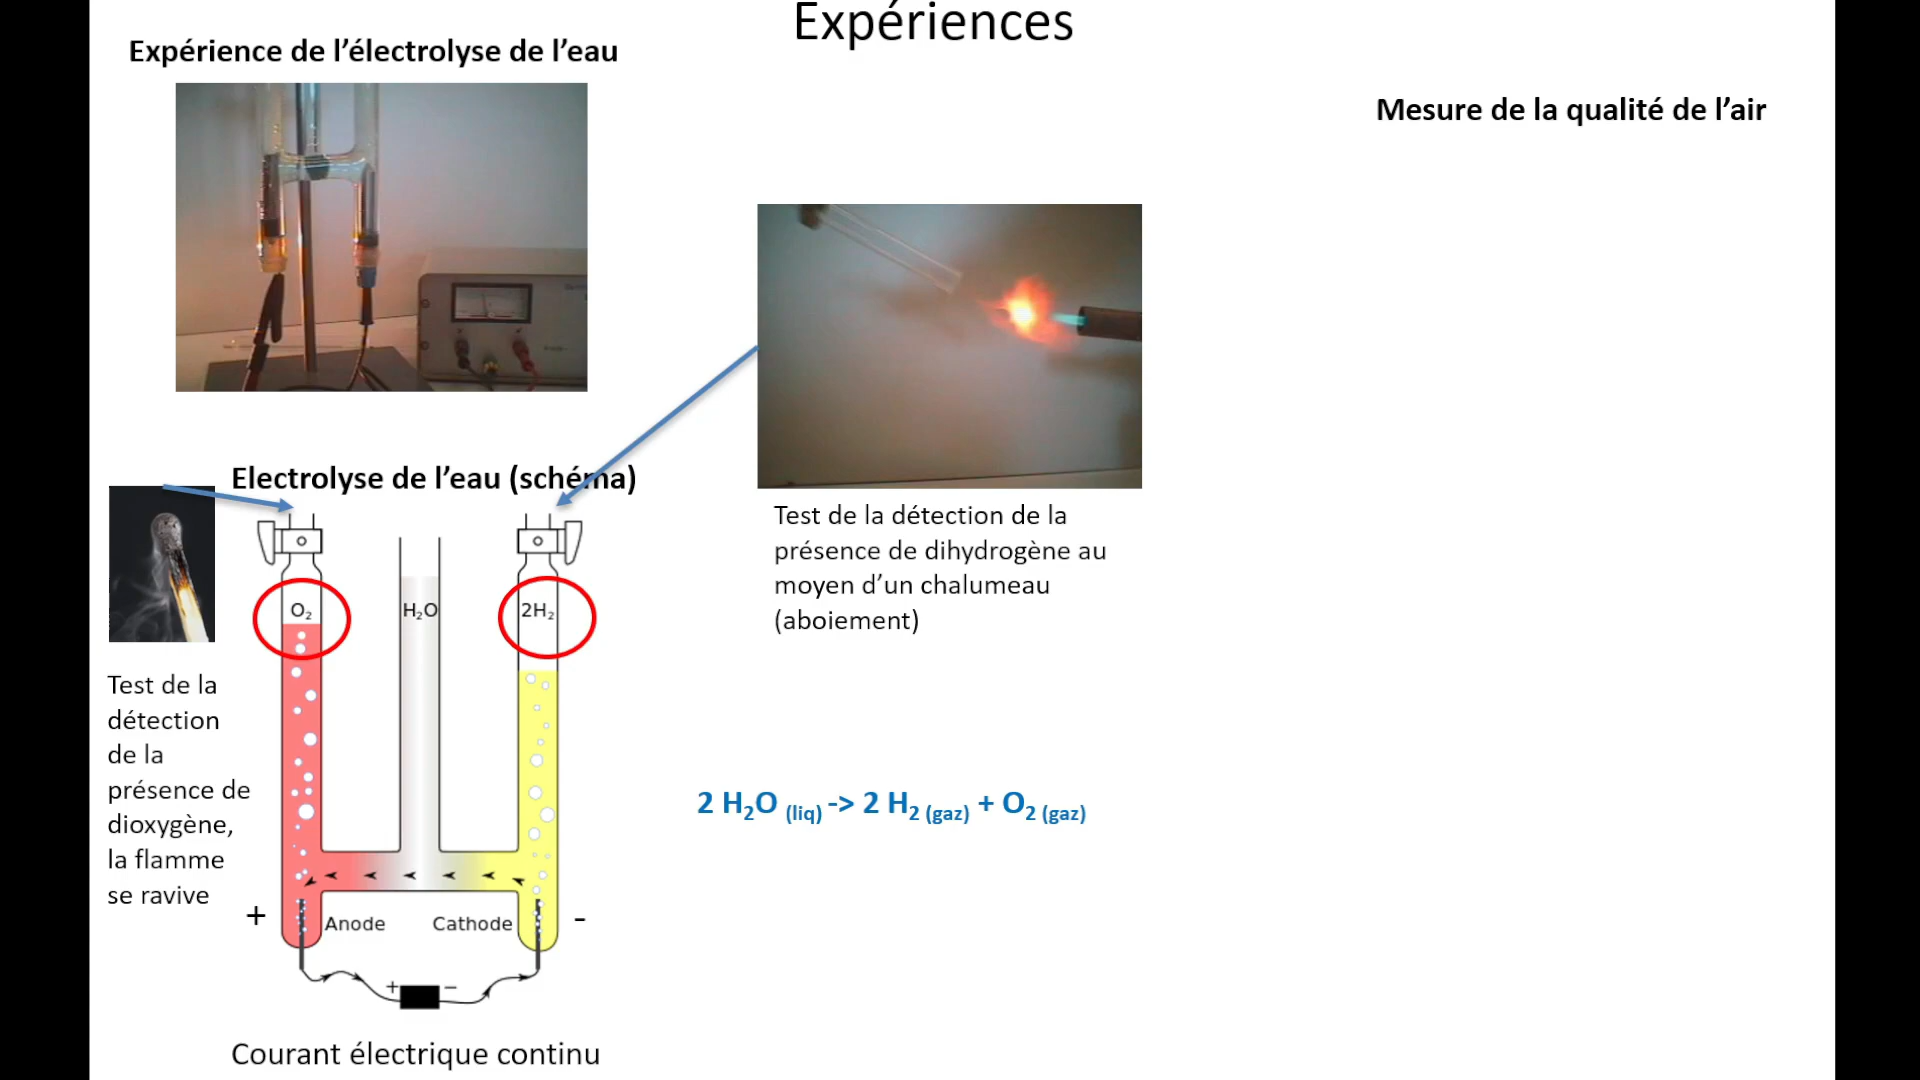 Expériences
Expérience de l’électrolyse de l’eau
Mesure de la qualité de l’air
Electrolyse de l’eau (schéma)
Test de la détection de la
présence de dihydrogène au
moyen d’un chalumeau
(aboiement)
O2
H2O
2H2
Test de la
détection
de la
présence de
dioxygène,
la flamme
se ravive
2 H2O (liq) -> 2 H2 (gaz) + O2 (gaz)
+
Anode
Cathode
-
+
−
Courant électrique continu